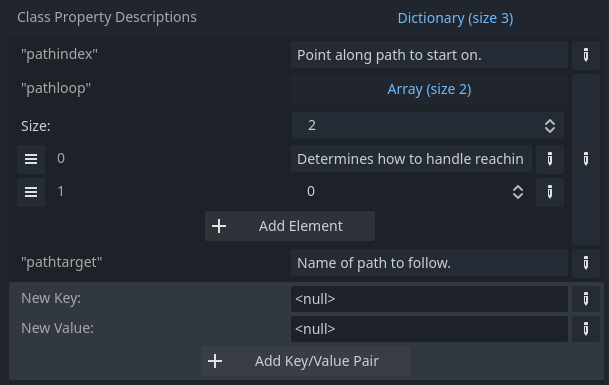 Class Property Descriptions Dictionary (size 3)
"pathindex" Point along path to start on.
"pathloop" Array (size 2)
Size: 2
0 Determines how to handle reachin
1 0
Add Element
"pathtarget" Name of path to follow.
New Key: <null>
New Value: <null>
Add Key/Value Pair